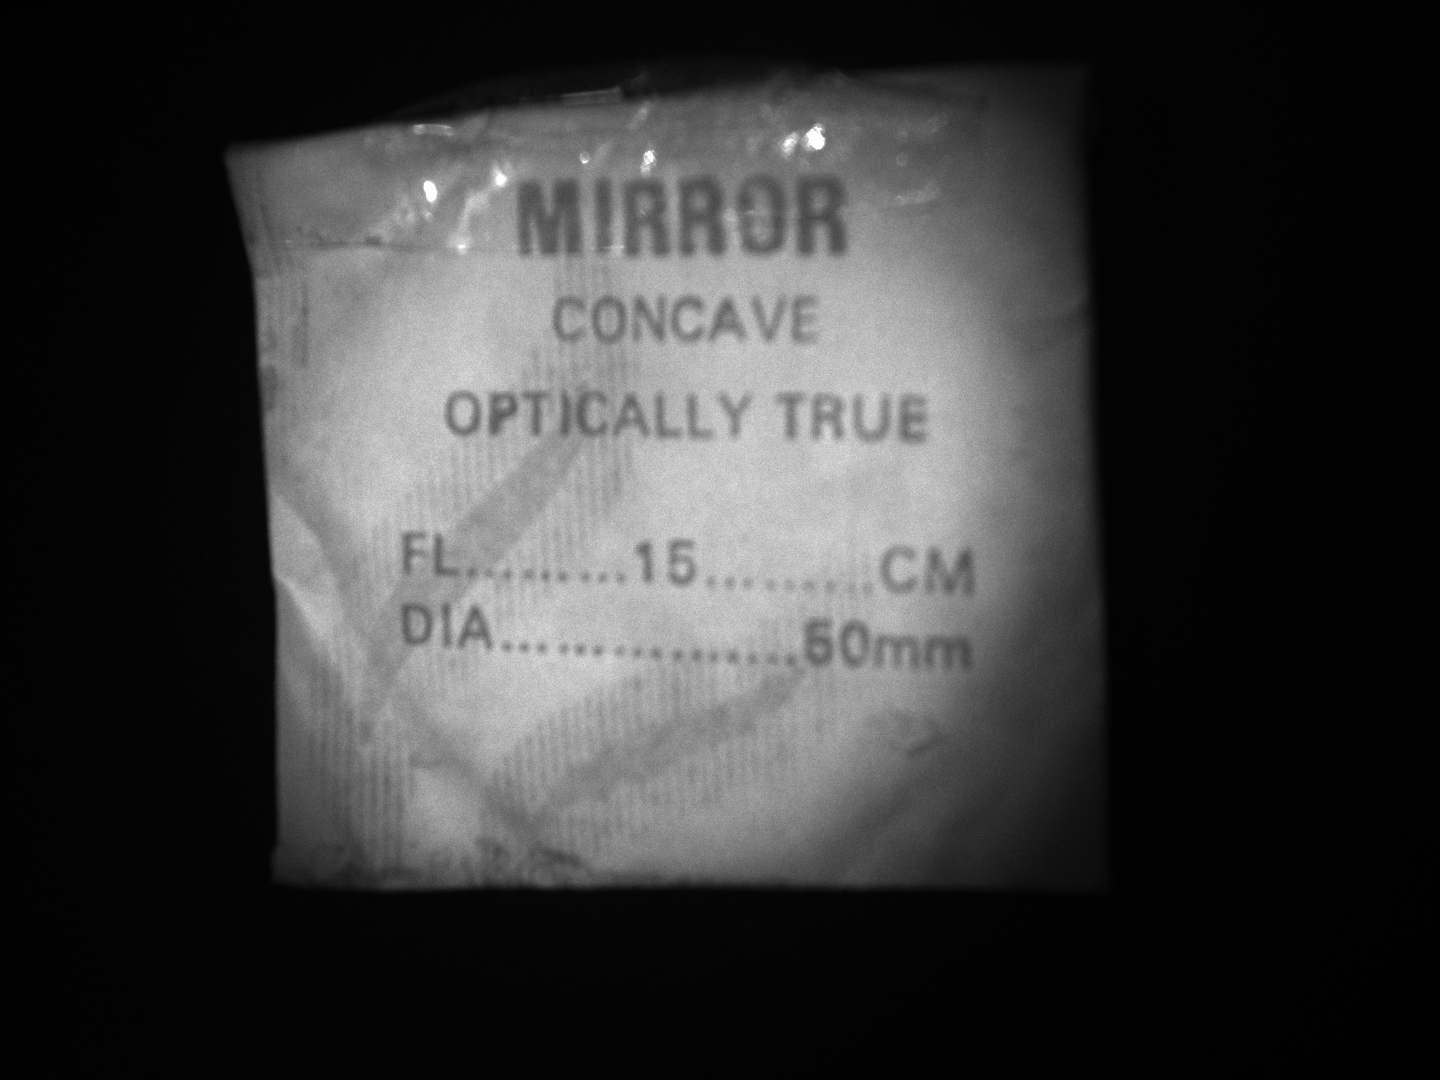 MIRROR
CONCAVE
OPTICALLY TRUE
FL.........15..........CM
DIA..................50mm